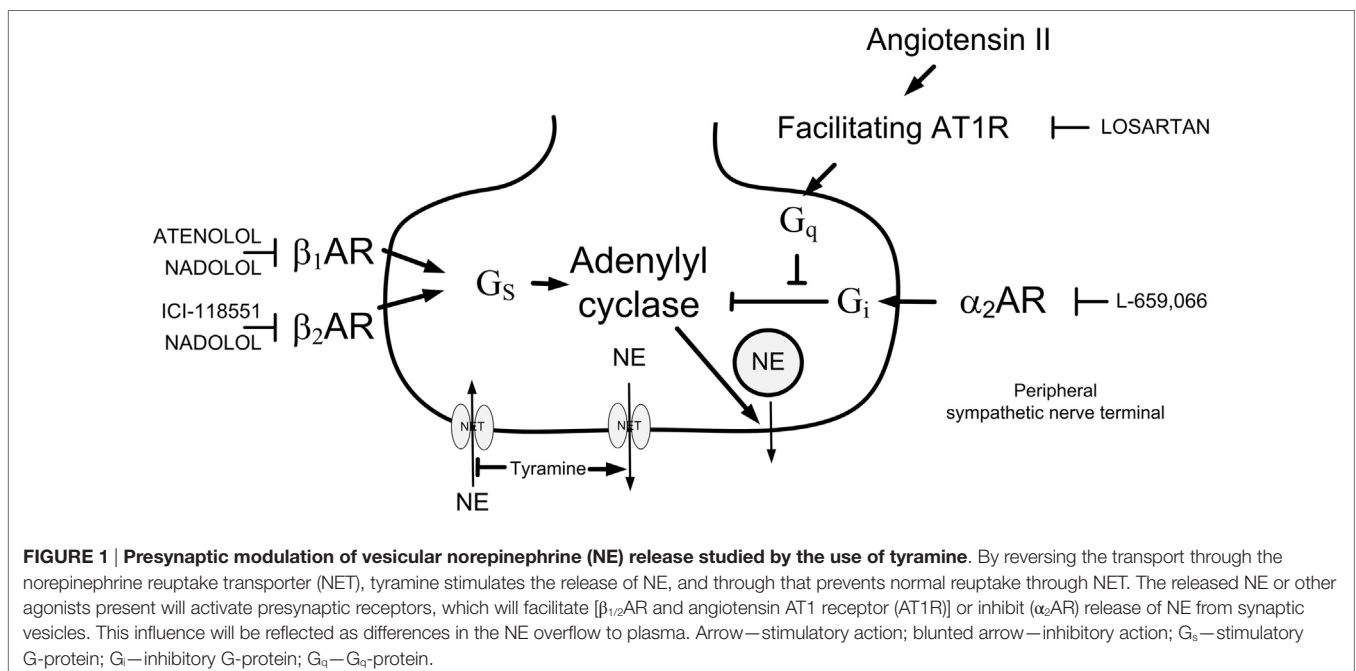 Angiotensin II
Facilitating AT1R
LOSARTAN
Gq
ATENOLOL
NADOLOL
β1AR
ICI-118551
NADOLOL
β2AR
GS
Adenylyl
cyclase
Gi
α2AR
L-659,066
NE
NE
Peripheral
sympathetic nerve terminal
NET
NET
Tyramine
NE
FIGURE 1 | Presynaptic modulation of vesicular norepinephrine (NE) release studied by the use of tyramine. By reversing the transport through the
norepinephrine reuptake transporter (NET), tyramine stimulates the release of NE, and through that prevents normal reuptake through NET. The released NE or other
agonists present will activate presynaptic receptors, which will facilitate [β1/2AR and angiotensin AT1 receptor (AT1R)] or inhibit (α2AR) release of NE from synaptic
vesicles. This influence will be reflected as differences in the NE overflow to plasma. Arrow—stimulatory action; blunted arrow—inhibitory action; Gs—stimulatory
G-protein; Gi—inhibitory G-protein; Gq—Gq-protein.